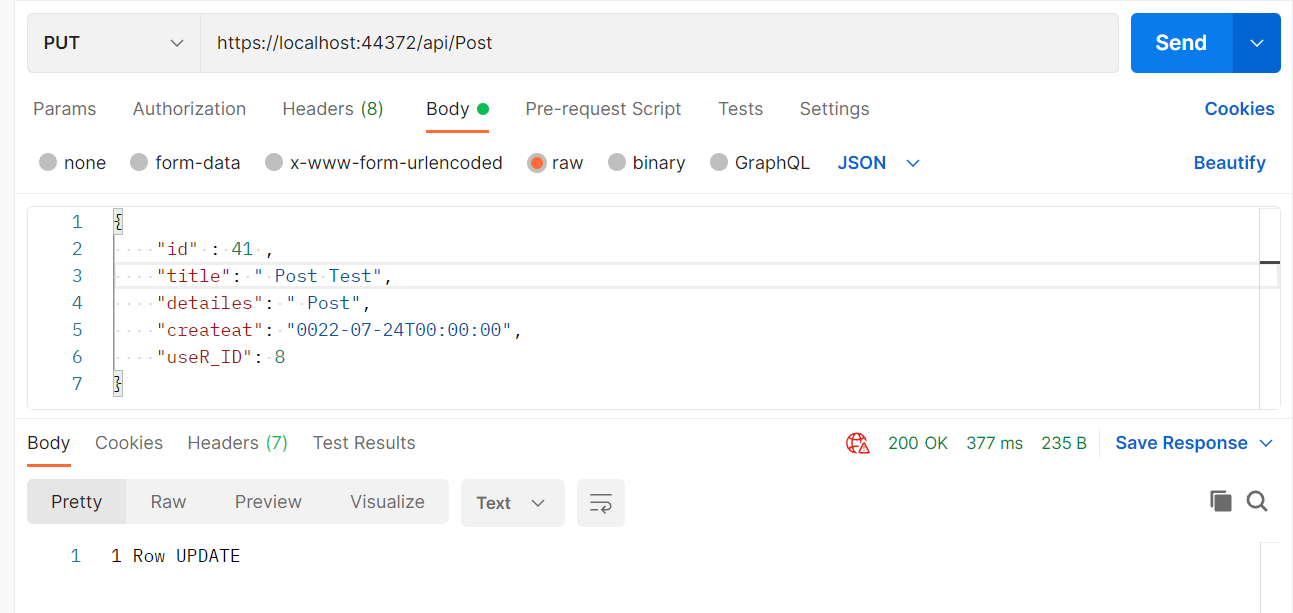 PUT https://localhost:44372/api/Post Send
Params Authorization Headers (8) Body Pre-request Script Tests Settings Cookies
none form-data x-www-form-urlencoded raw binary GraphQL JSON Beautify
1 {
2 "id" : 41 ,
3 "title": " Post Test",
4 "detailes": " Post",
5 "createat": "0022-07-24T00:00:00",
6 "useR_ID": 8
7 }
Body Cookies Headers (7) Test Results 200 OK 377 ms 235 B Save Response
Pretty Raw Preview Visualize Text
1 1 Row UPDATE